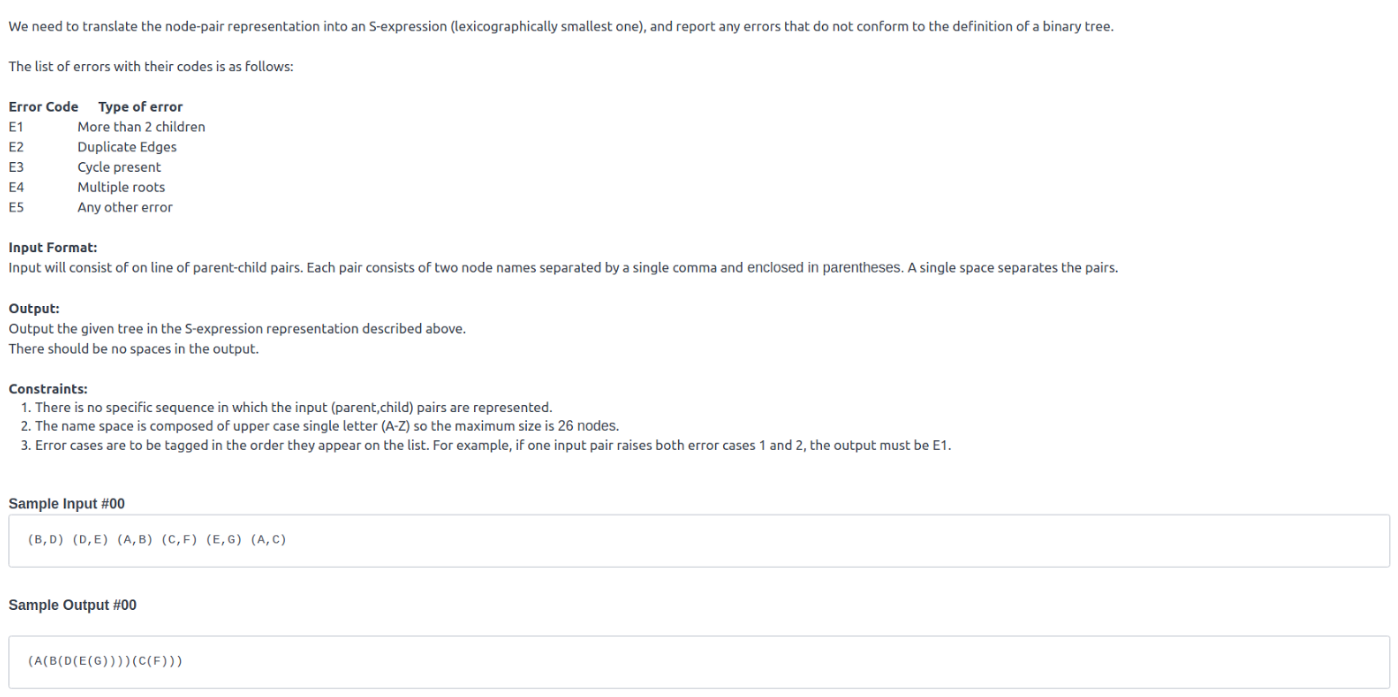 We need to translate the node-pair representation into an S-expression (lexicographically smallest one), and report any errors that do not conform to the definition of a binary tree.
The list of errors with their codes is as follows:
Error Code Type of error
E1 More than 2 children
E2 Duplicate Edges
E3 Cycle present
E4 Multiple roots
E5 Any other error
Input Format:
Input will consist of on line of parent-child pairs. Each pair consists of two node names separated by a single comma and enclosed in parentheses. A single space separates the pairs.
Output:
Output the given tree in the S-expression representation described above.
There should be no spaces in the output.
Constraints:
1. There is no specific sequence in which the input (parent,child) pairs are represented.
2. The name space is composed of upper case single letter (A-Z) so the maximum size is 26 nodes.
3. Error cases are to be tagged in the order they appear on the list. For example, if one input pair raises both error cases 1 and 2, the output must be E1.
Sample Input #00
(B,D) (D,E) (A,B) (C,F) (E,G) (A,C)
Sample Output #00
(A(B(D(E(G))))(C(F)))